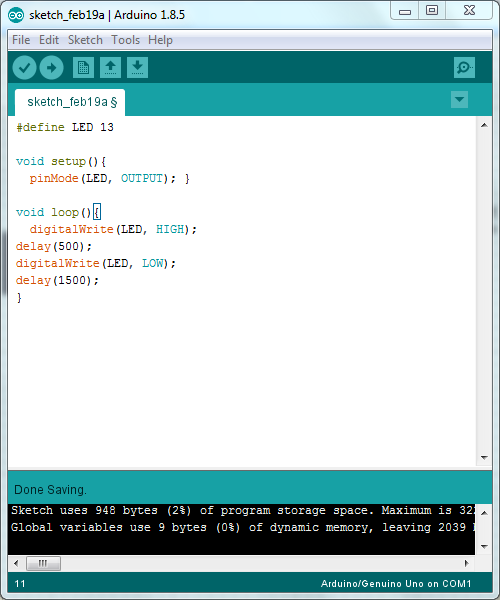 sketch_feb19a | Arduino 1.8.5
File Edit Sketch Tools Help
sketch_feb19a §
#define LED 13
void setup(){
pinMode(LED, OUTPUT); }
void loop(){
digitalWrite(LED, HIGH);
delay(500);
digitalWrite(LED, LOW);
delay(1500);
}
Done Saving.
Sketch uses 948 bytes (2%) of program storage space. Maximum is
Global variables use 9 bytes (0%) of dynamic memory, leaving 2039
11 Arduino/Genuino Uno on COM1